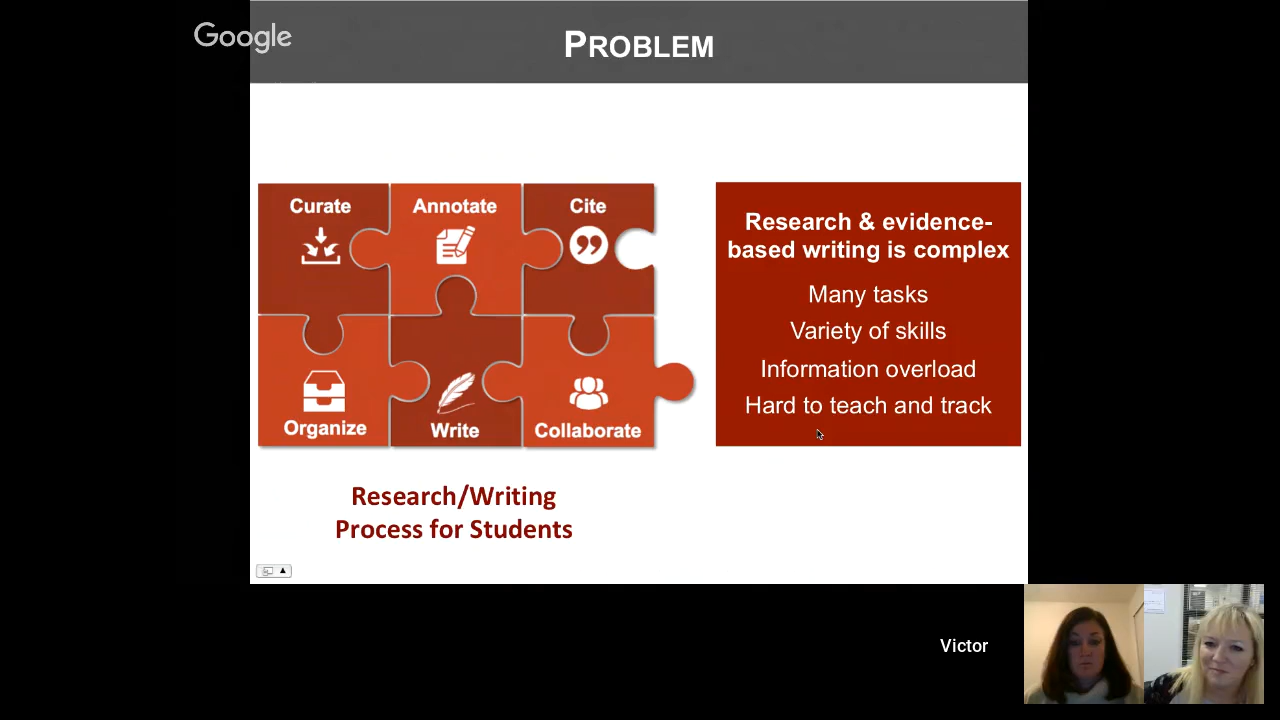 Google
PROBLEM
Curate
Annotate
Cite
Organize
Write
Collaborate
Research & evidence-
based writing is complex
Many tasks
Variety of skills
Information overload
Hard to teach and track
Research/Writing
Process for Students
Victor